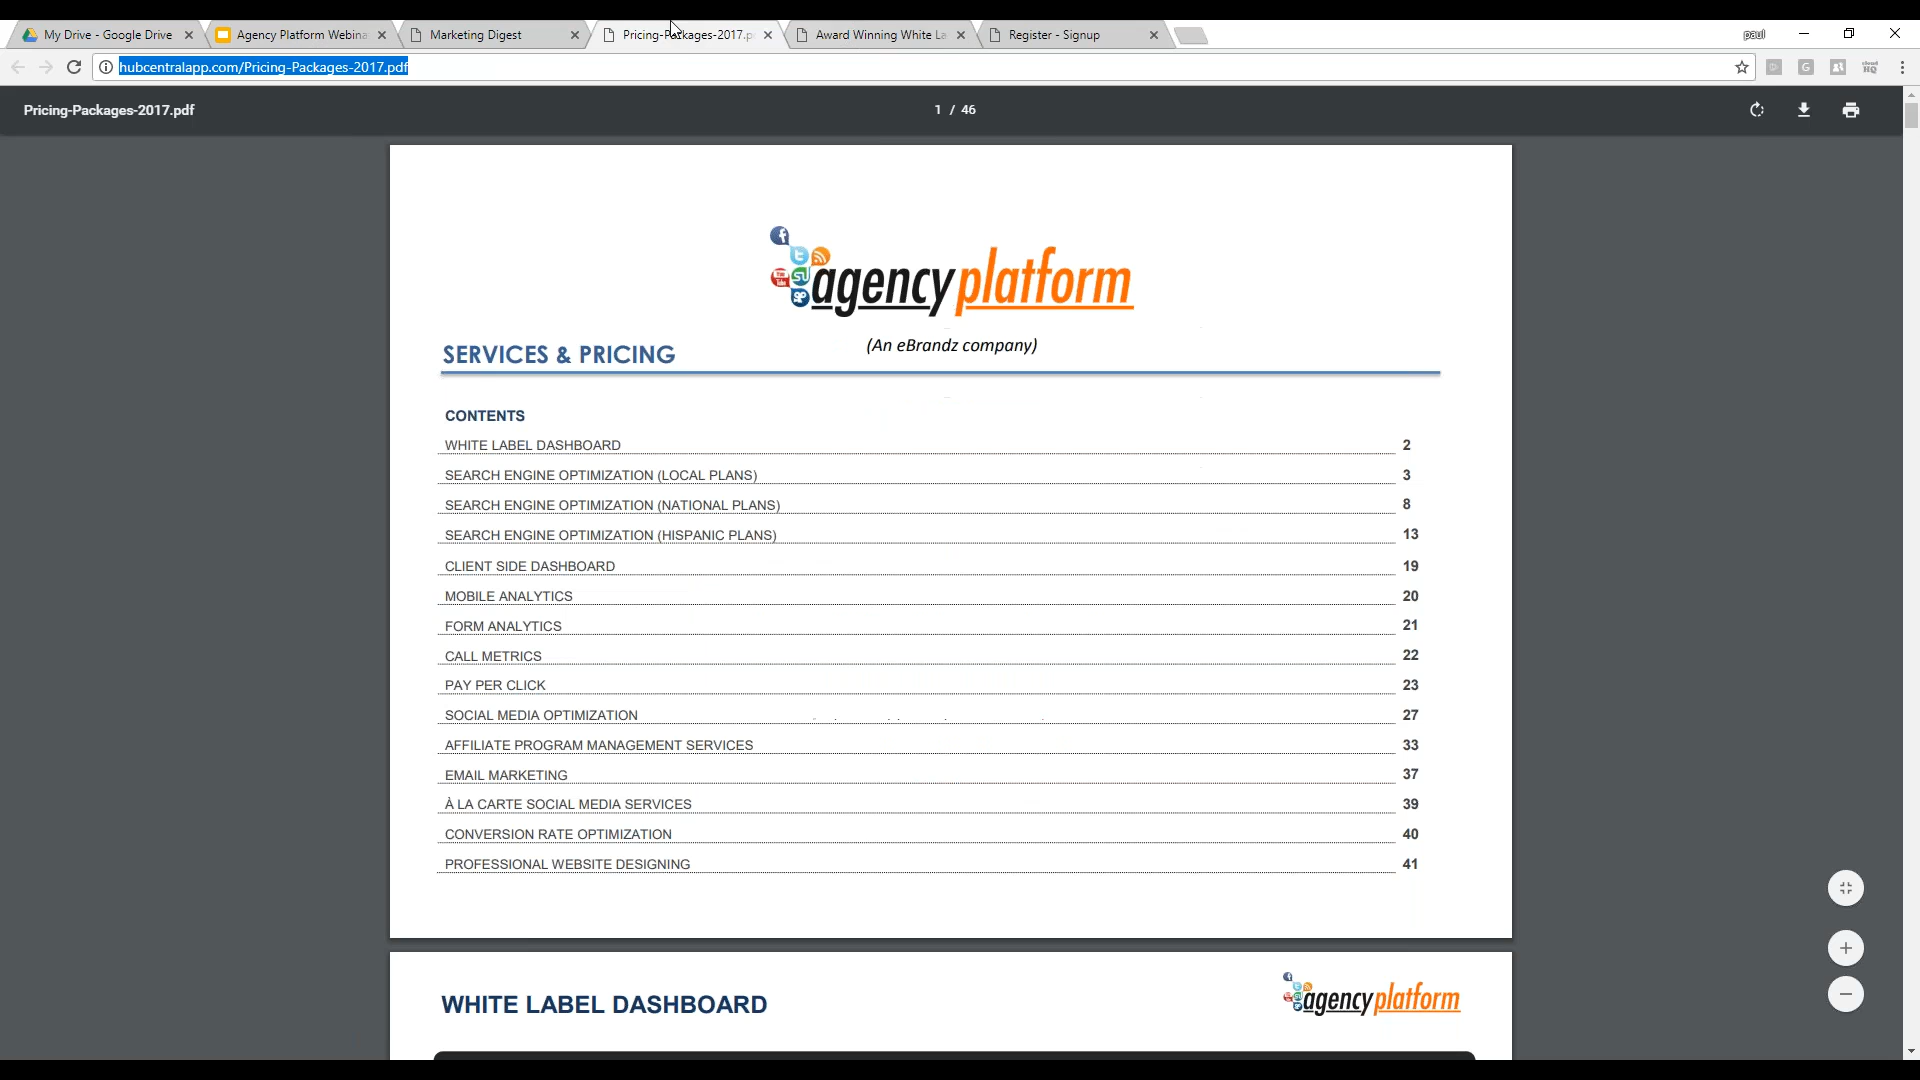 My Drive - Google Drive
Agency Platform Webina
Marketing Digest
Pricing-Packages-2017.p
Award Winning White La
Register - Signup
paul
hubcentralapp.com/Pricing-Packages-2017.pdf
Pricing-Packages-2017.pdf
1 / 46
agencyplatform
(An eBrandz company)
SERVICES & PRICING
CONTENTS
WHITE LABEL DASHBOARD 2
SEARCH ENGINE OPTIMIZATION (LOCAL PLANS) 3
SEARCH ENGINE OPTIMIZATION (NATIONAL PLANS) 8
SEARCH ENGINE OPTIMIZATION (HISPANIC PLANS) 13
CLIENT SIDE DASHBOARD 19
MOBILE ANALYTICS 20
FORM ANALYTICS 21
CALL METRICS 22
PAY PER CLICK 23
SOCIAL MEDIA OPTIMIZATION 27
AFFILIATE PROGRAM MANAGEMENT SERVICES 33
EMAIL MARKETING 37
À LA CARTE SOCIAL MEDIA SERVICES 39
CONVERSION RATE OPTIMIZATION 40
PROFESSIONAL WEBSITE DESIGNING 41
WHITE LABEL DASHBOARD
agencyplatform